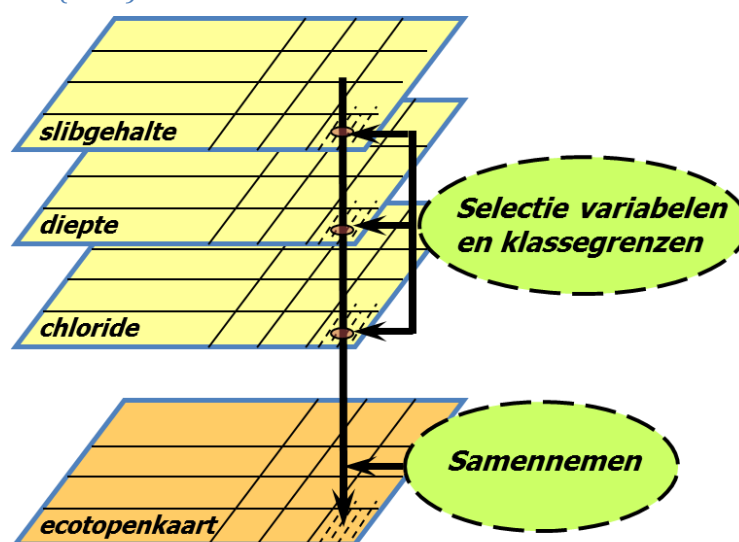 slibgehalte
diepte
chloride
Selectie variabelen
en klassegrenzen
Samennemen
ecotopenkaart